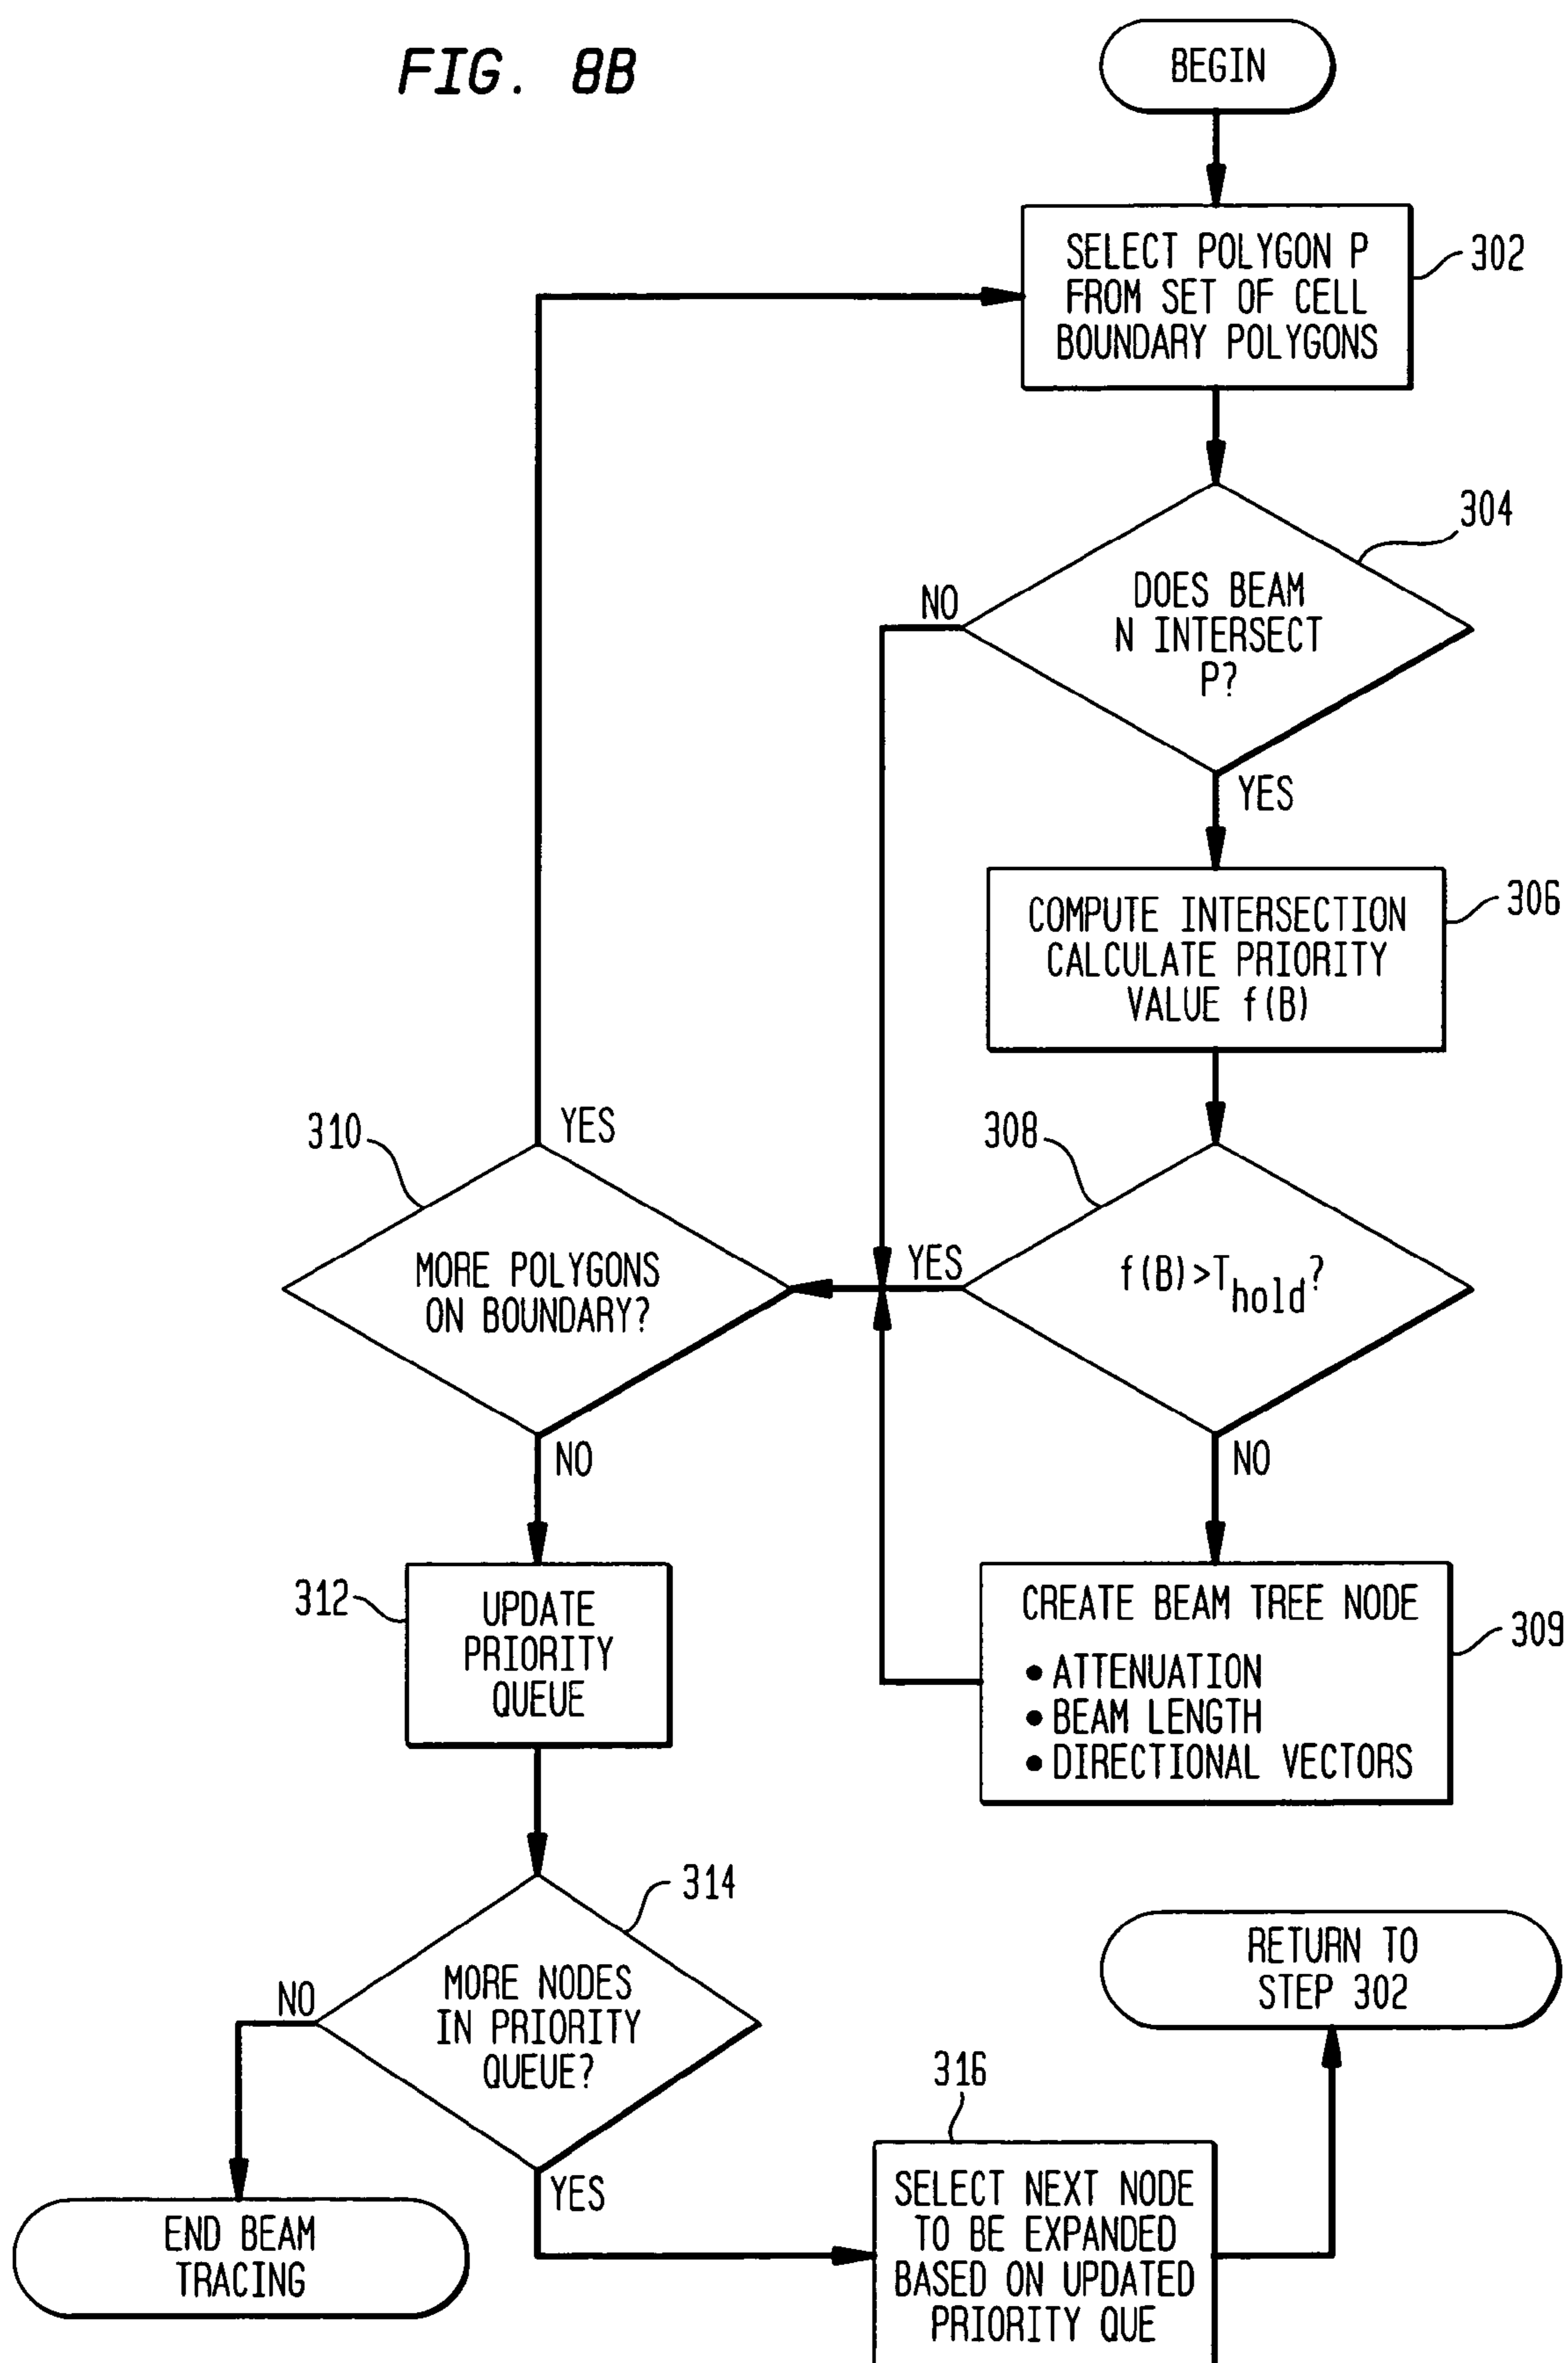 FIG. 8B
BEGIN
SELECT POLYGON P
FROM SET OF CELL
BOUNDARY POLYGONS
302
304
DOES BEAM
N INTERSECT
P?
NO
YES
306
COMPUTE INTERSECTION
CALCULATE PRIORITY
VALUE f(B)
308
f(B)>Thold?
YES
NO
309
CREATE BEAM TREE NODE
• ATTENUATION
• BEAM LENGTH
• DIRECTIONAL VECTORS
310
YES
MORE POLYGONS
ON BOUNDARY?
NO
312
UPDATE
PRIORITY
QUEUE
314
MORE NODES
IN PRIORITY
QUEUE?
NO
YES
END BEAM
TRACING
316
SELECT NEXT NODE
TO BE EXPANDED
BASED ON UPDATED
PRIORITY QUE
RETURN TO
STEP 302